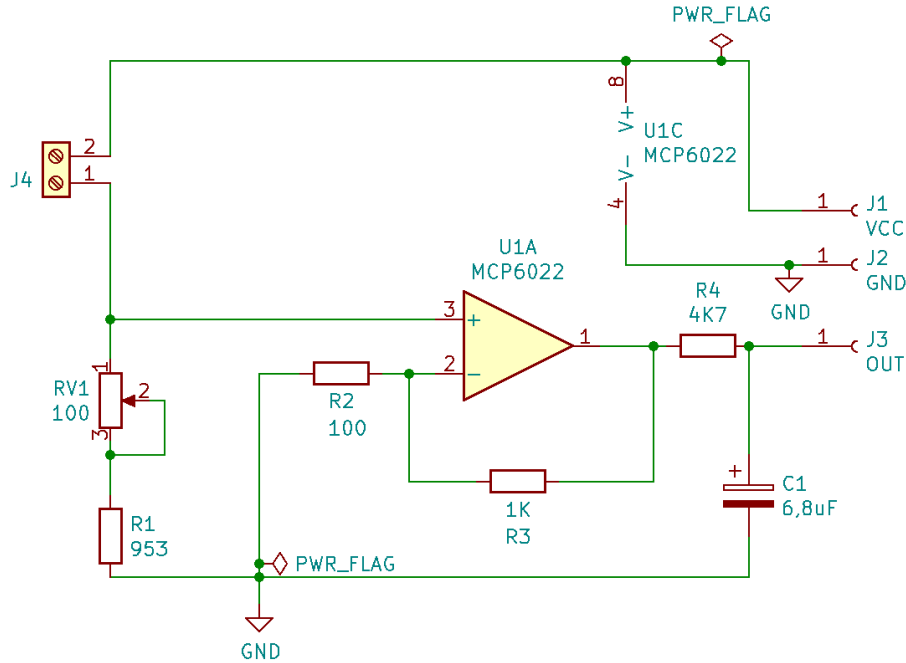 PWR_FLAG
8
V+
U1C
MCP6022
V-
4
2
1
J4
1
J1
VCC
1
J2
GND
GND
U1A
MCP6022
3
+
1
2
−
R4
4K7
1
J3
OUT
1
RV1
100
2
3
R2
100
1K
R3
+
C1
6,8uF
R1
953
PWR_FLAG
GND